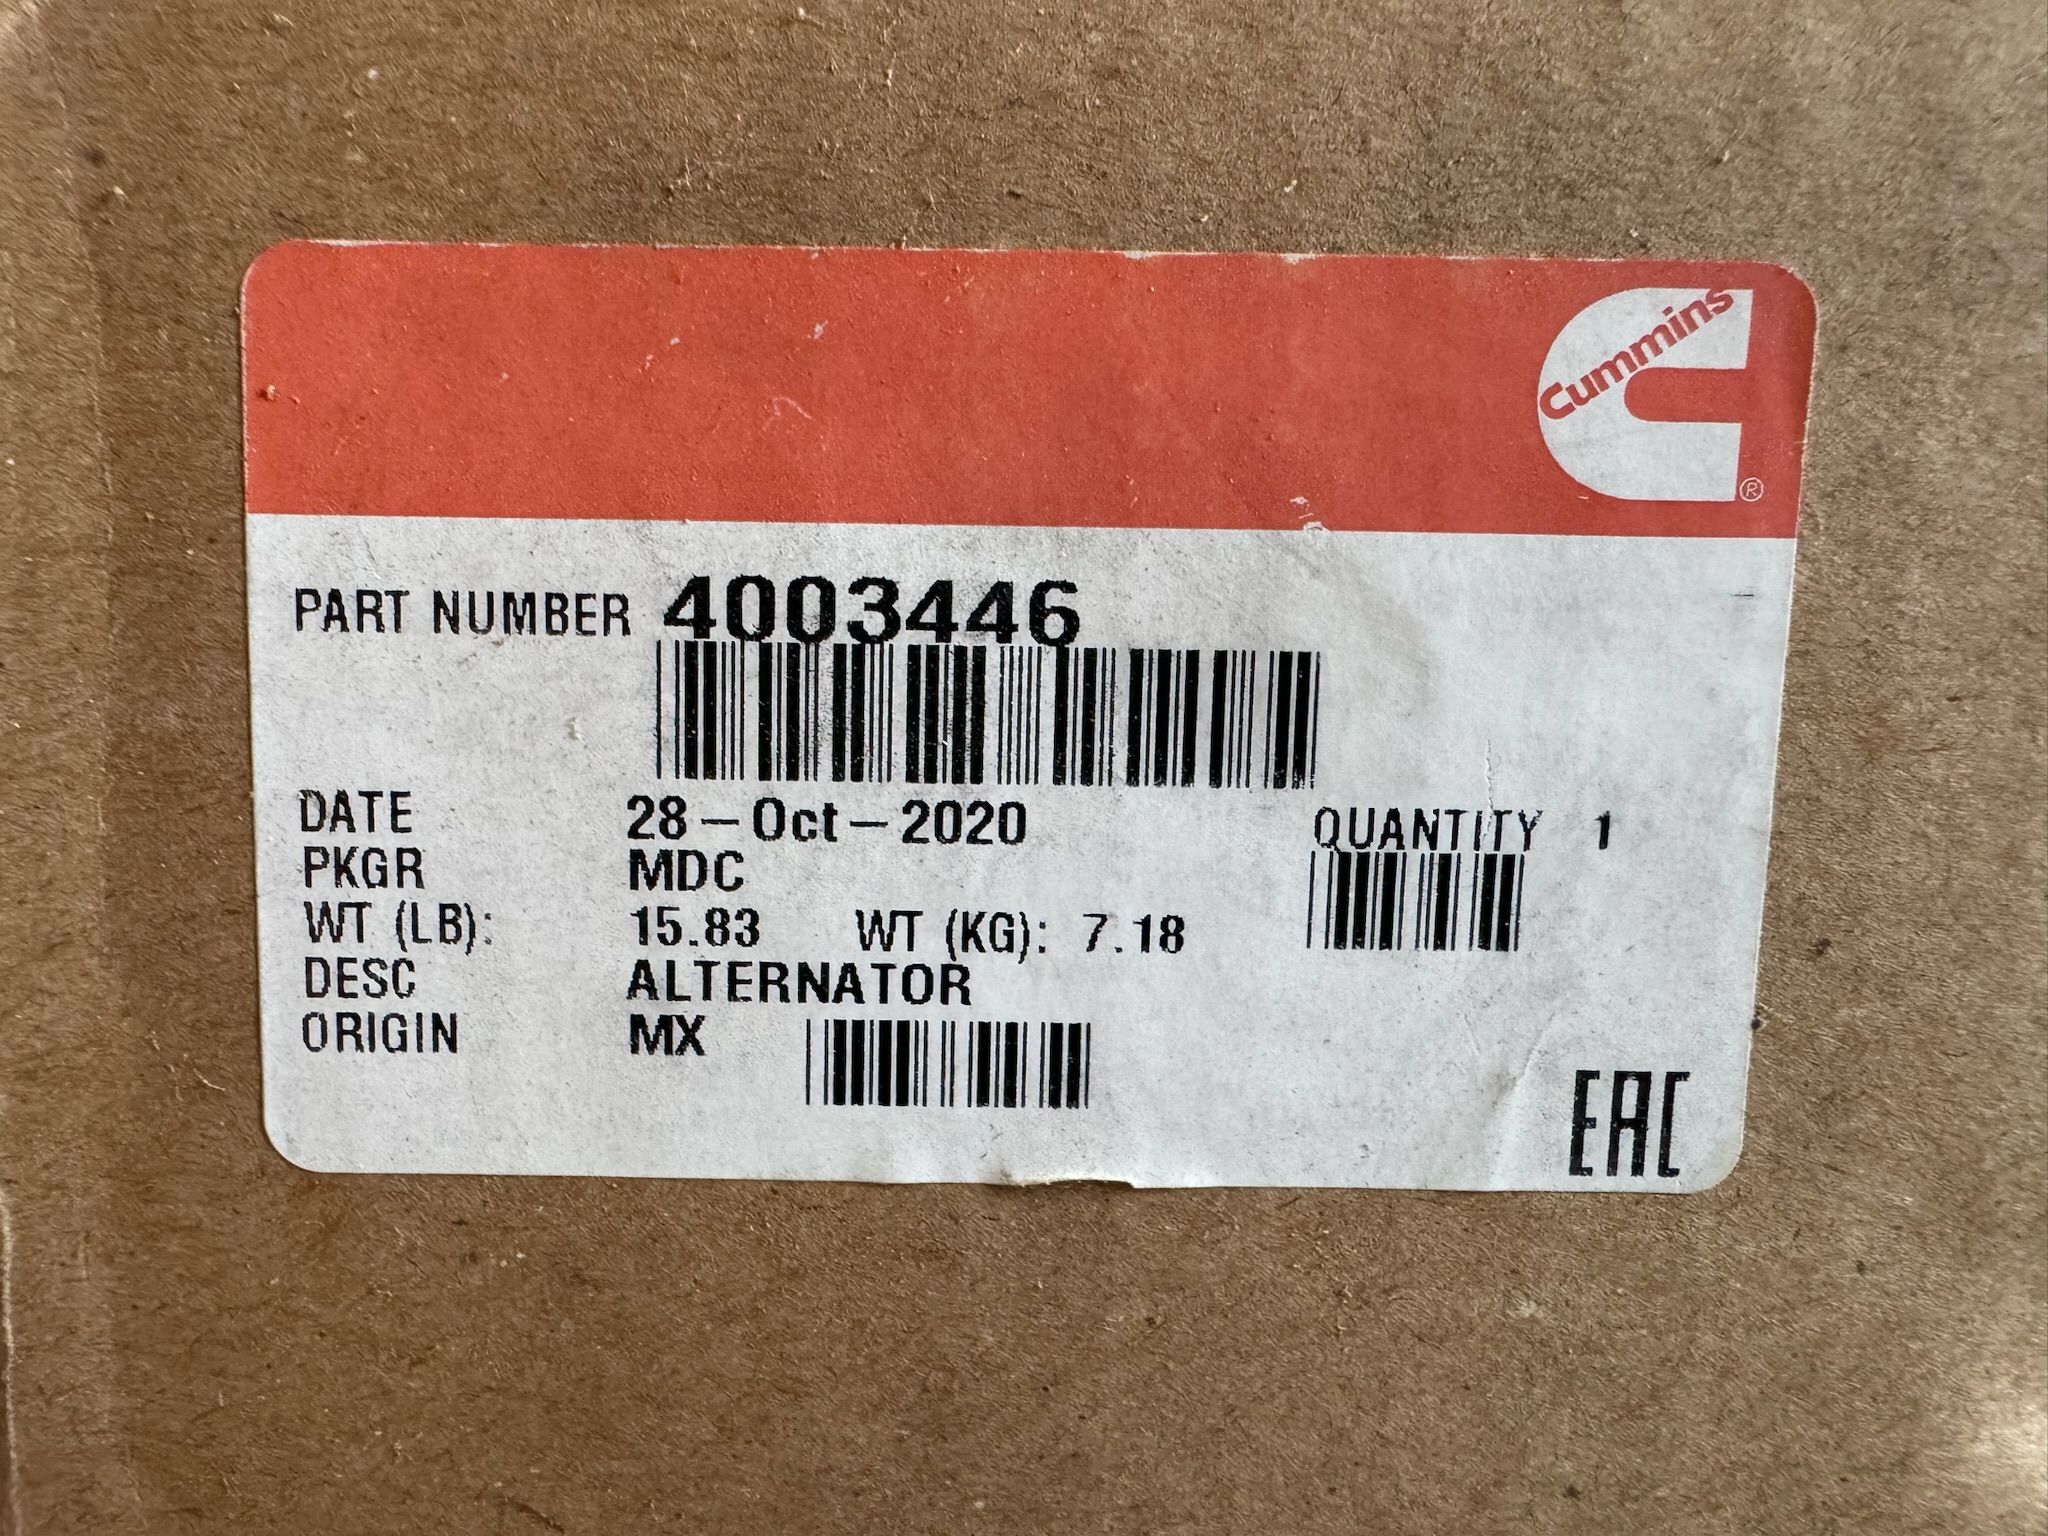 Cummins
®
PART NUMBER 4003446
DATE 28-Oct-2020 QUANTITY 1
PKGR MDC
WT (LB): 15.83 WT (KG): 7.18
DESC ALTERNATOR
ORIGIN MX
EAC